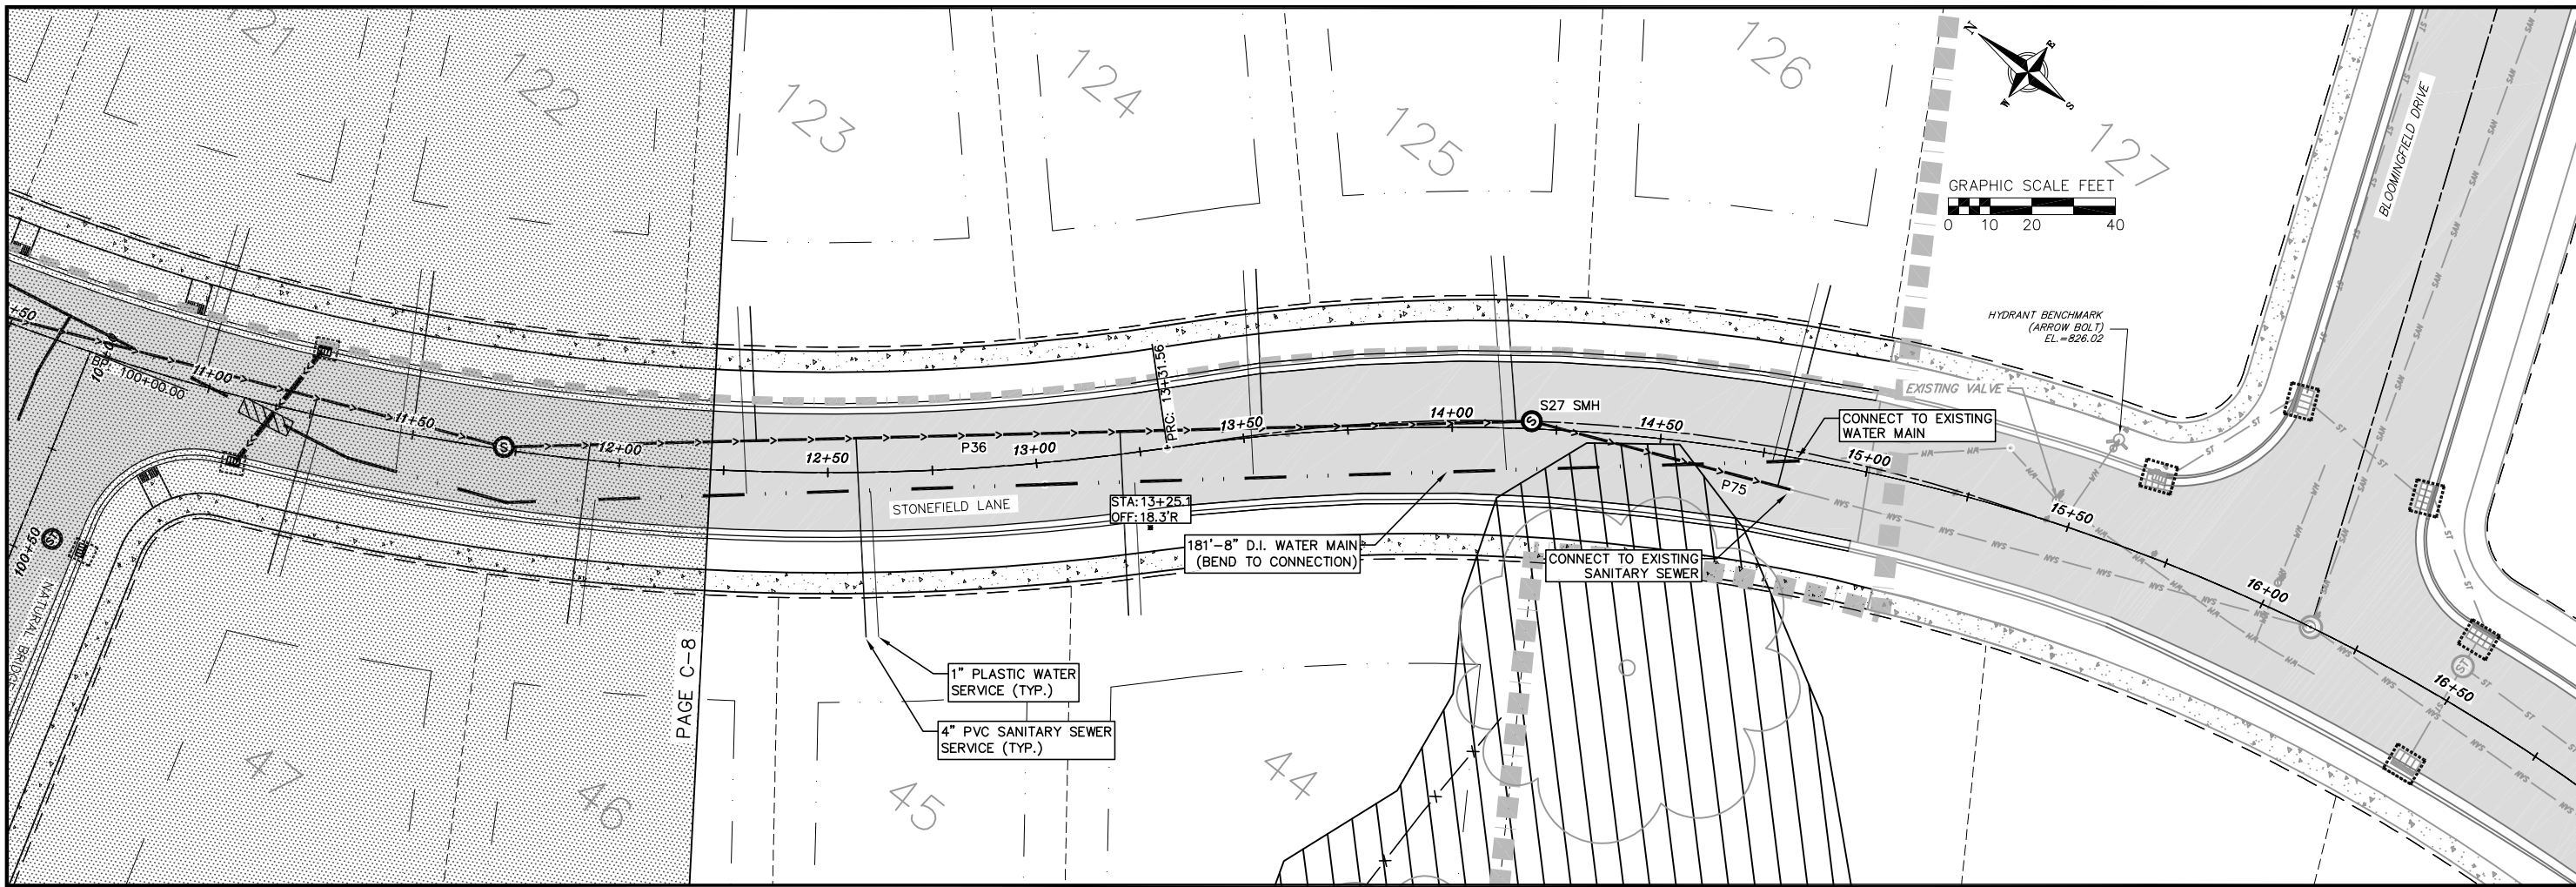 121
122
123
124
125
126
127
N
E
W
S
GRAPHIC SCALE FEET
0 10 20 40
BLOOMINGFIELD DRIVE
HYDRANT BENCHMARK
(ARROW BOLT)
EL.=826.02
EXISTING VALVE
CONNECT TO EXISTING
WATER MAIN
+50
100+00.00
11+00
11+50
12+00
12+50
13+00
13+50
14+00
14+50
15+00
15+50
16+00
16+50
PRC: 13+31.56
S
S
S27 SMH
P36
P75
STONEFIELD LANE
STA:13+25.1
OFF:18.3'R
181'-8" D.I. WATER MAIN
(BEND TO CONNECTION)
CONNECT TO EXISTING
SANITARY SEWER
1" PLASTIC WATER
SERVICE (TYP.)
4" PVC SANITARY SEWER
SERVICE (TYP.)
PAGE C-8
100+50
ST
NATURAL BRIDGE
47
46
45
44
ST
SAN
WM